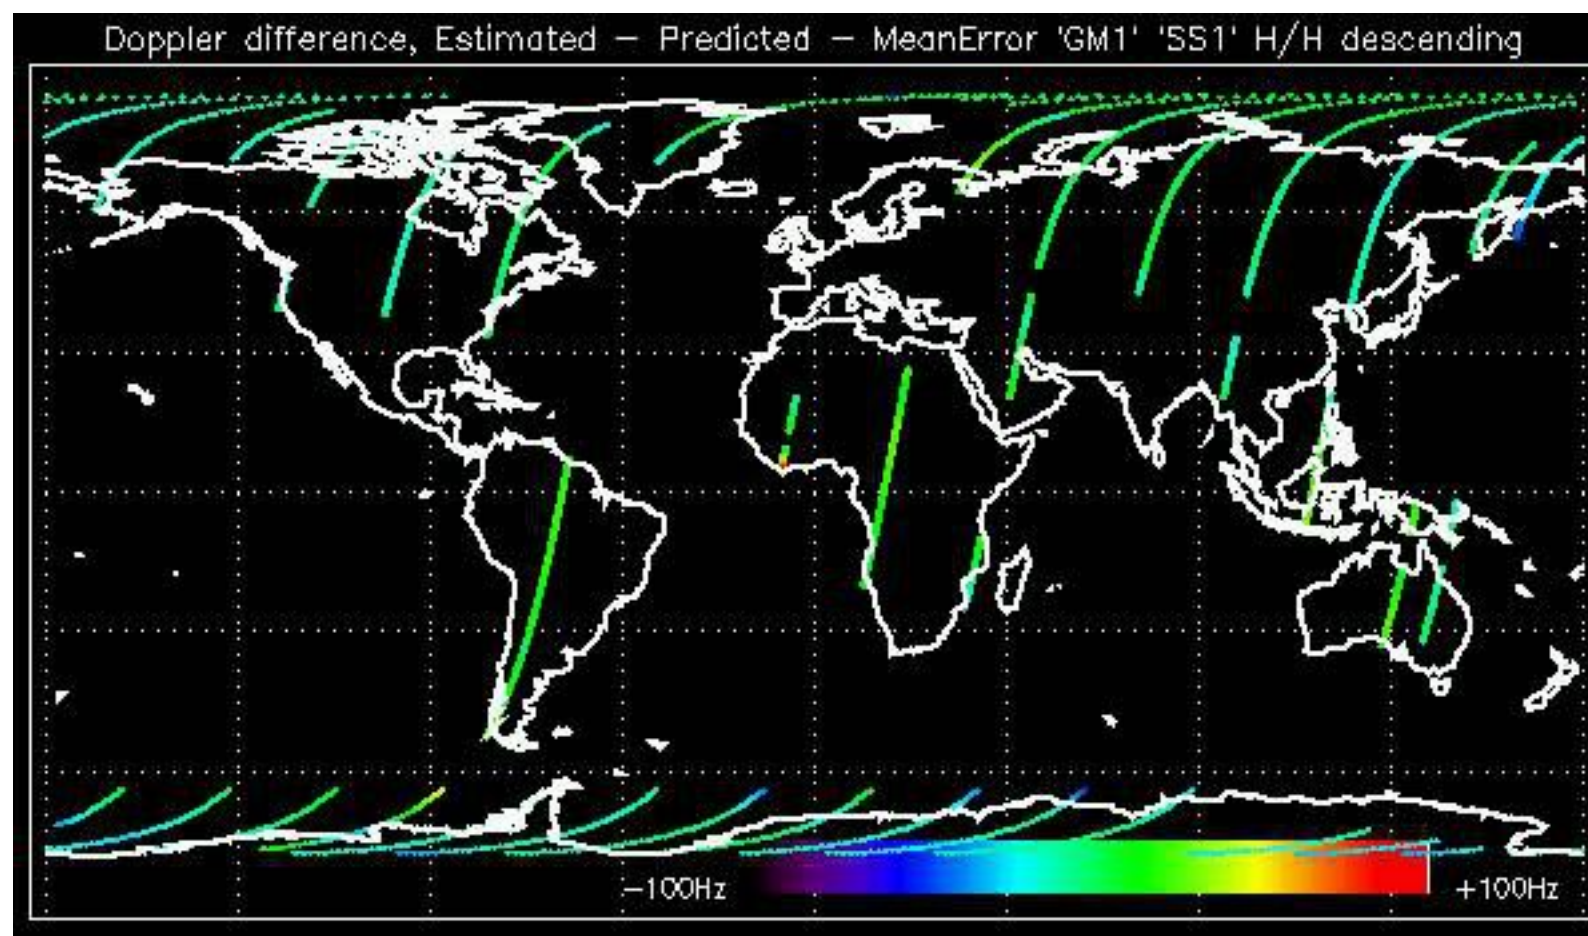 Doppler difference, Estimated – Predicted – MeanError 'GM1' 'SS1' H/H descending
−100Hz
+100Hz